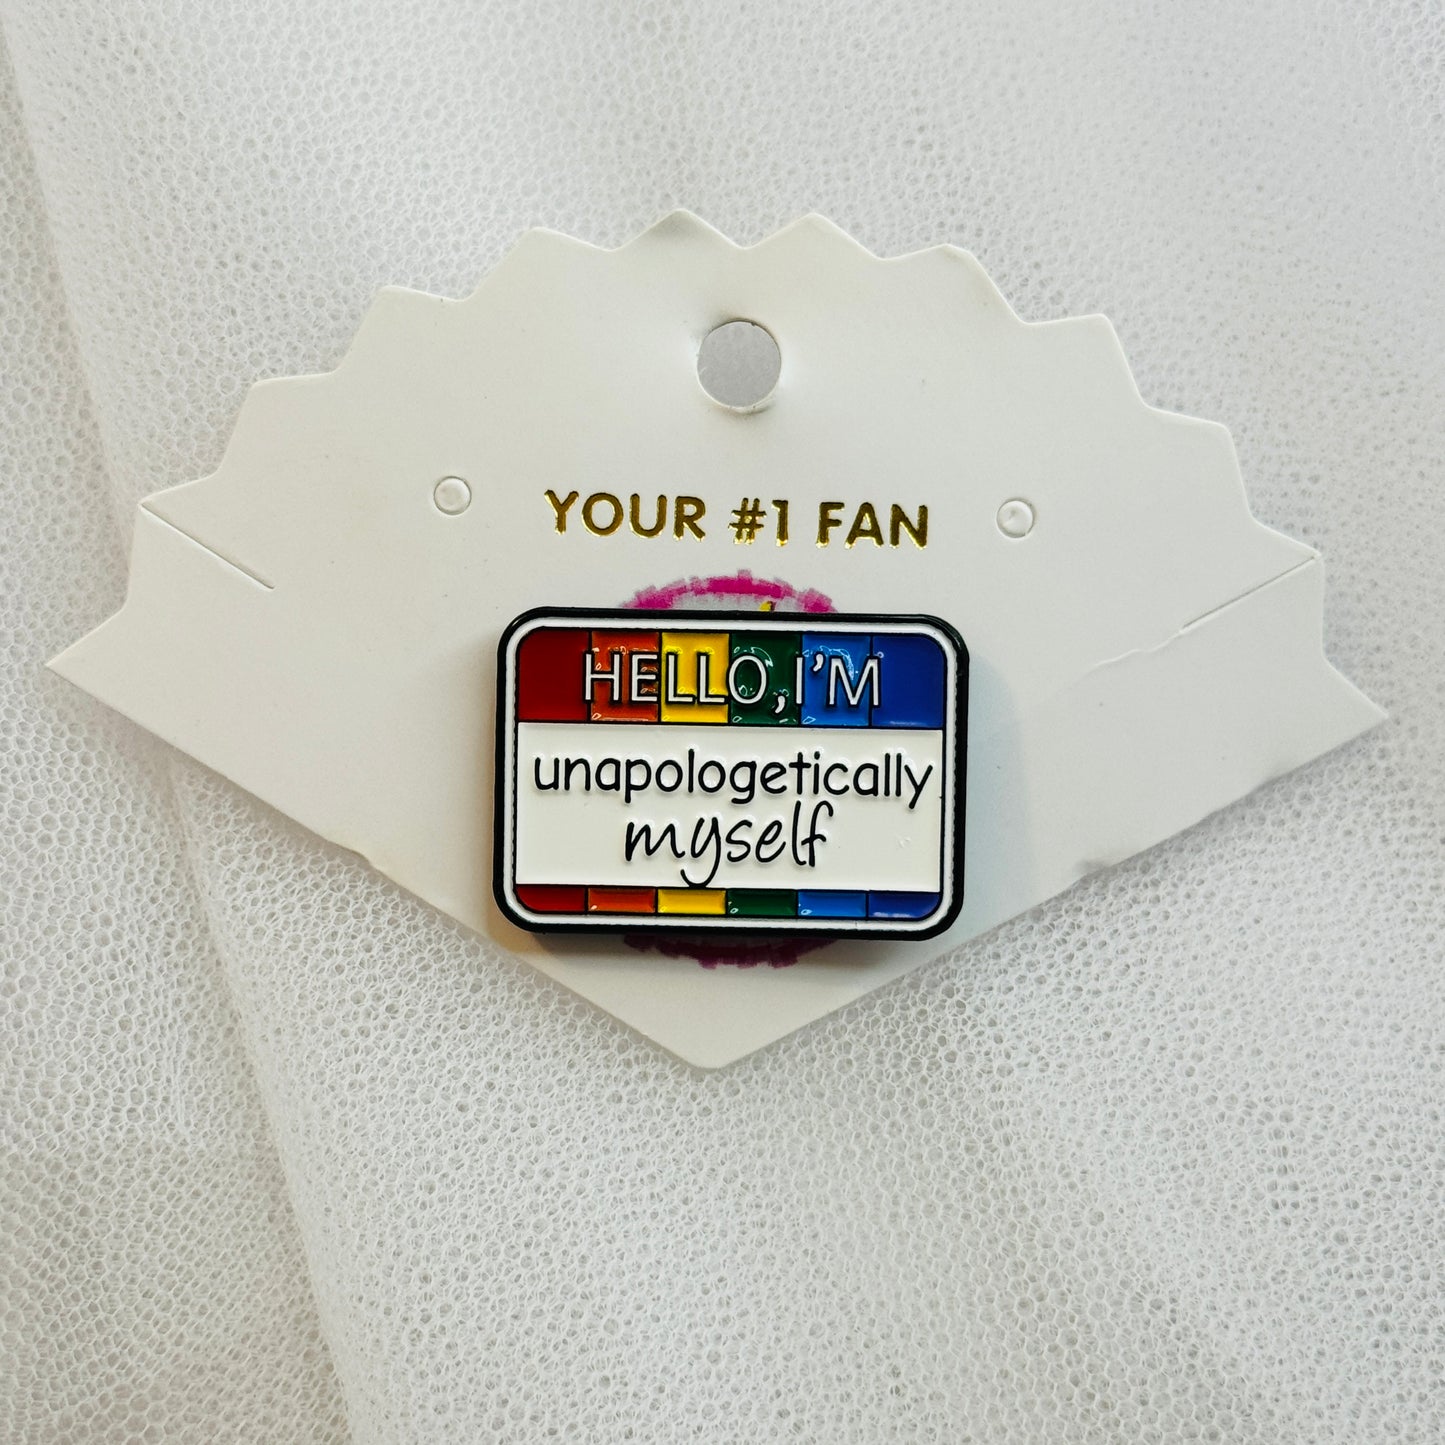 YOUR #1 FAN
HELLO, I'M
unapologetically
myself